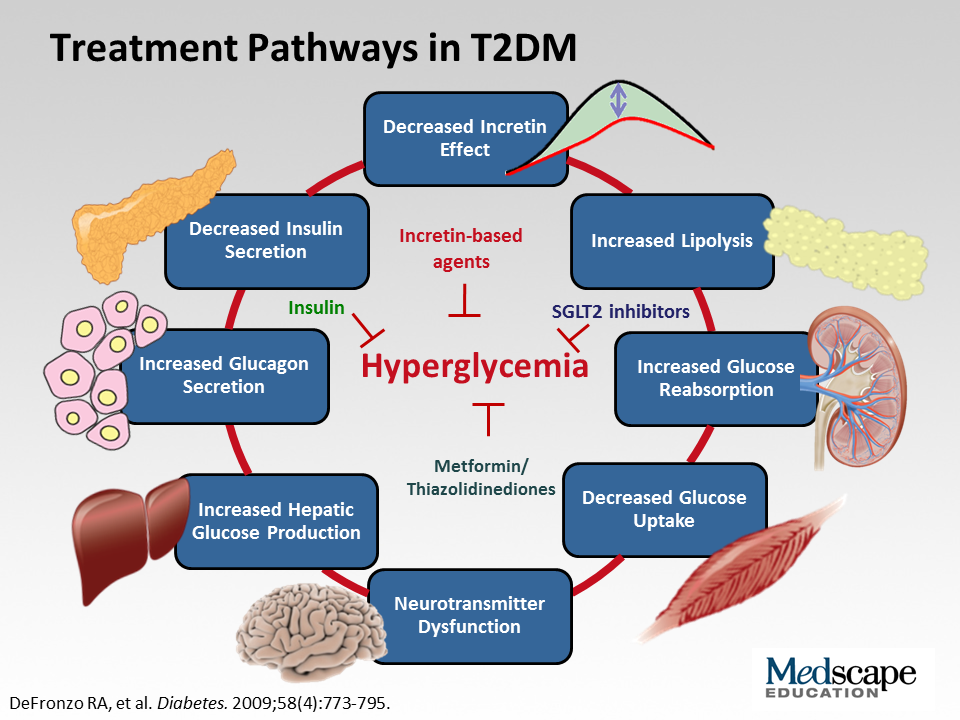 Treatment Pathways in T2DM
Decreased Incretin
Effect
Decreased Insulin
Secretion
Incretin-based
agents
Increased Lipolysis
Insulin
SGLT2 inhibitors
Increased Glucagon
Secretion
Hyperglycemia
Increased Glucose
Reabsorption
Metformin/
Thiazolidinediones
Increased Hepatic
Glucose Production
Decreased Glucose
Uptake
Neurotransmitter
Dysfunction
Medscape
EDUCATION
DeFronzo RA, et al. Diabetes. 2009;58(4):773-795.